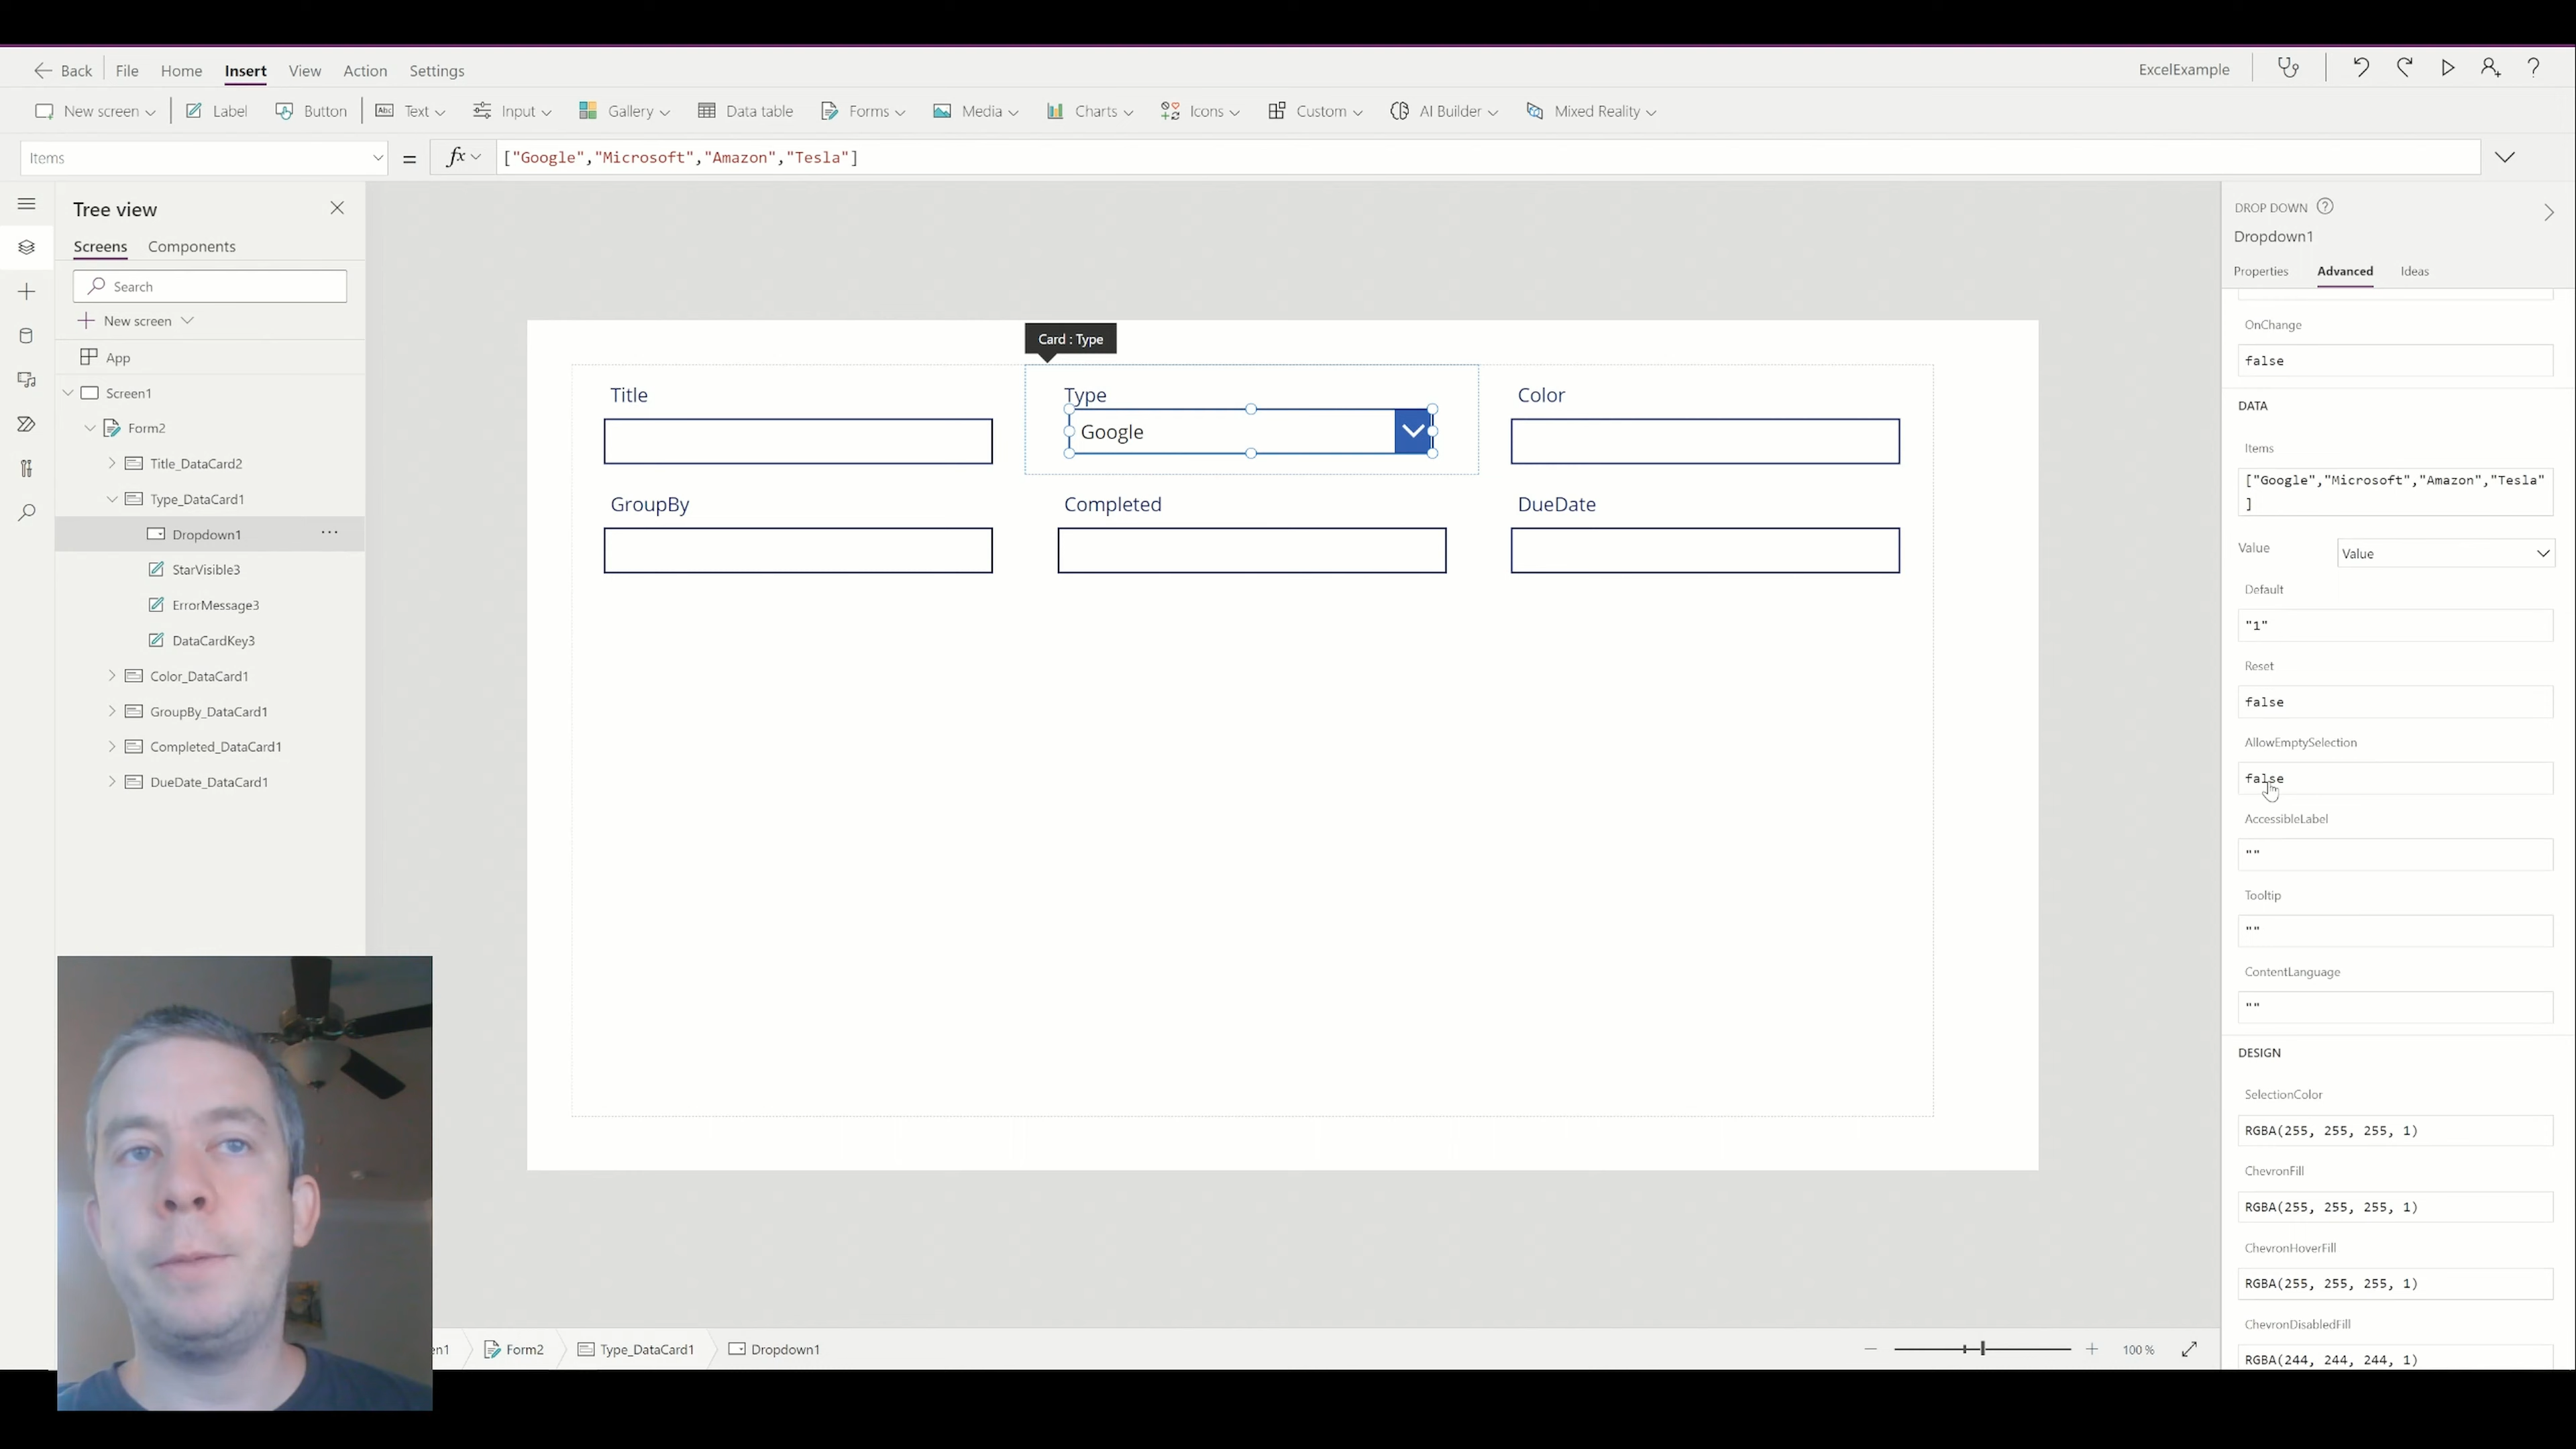 Back File Home Insert View Action Settings ExcelExample
New screen Label Button Text Input Gallery Data table Forms Media Charts Icons Custom AI Builder Mixed Reality
Items = fx ["Google","Microsoft","Amazon","Tesla"]
Tree view
Screens Components
Search
New screen
App
Screen1
Form2
Title_DataCard2
Type_DataCard1
Dropdown1 ...
StarVisible3
ErrorMessage3
DataCardKey3
Color_DataCard1
GroupBy_DataCard1
Completed_DataCard1
DueDate_DataCard1
Card : Type
Title Type Color
Google
GroupBy Completed DueDate
DROP DOWN
Dropdown1
Properties Advanced Ideas
OnChange
false
DATA
Items
["Google","Microsoft","Amazon","Tesla"
]
Value Value
Default
"1"
Reset
false
AllowEmptySelection
false
AccessibleLabel
""
Tooltip
""
ContentLanguage
""
DESIGN
SelectionColor
RGBA(255, 255, 255, 1)
ChevronFill
RGBA(255, 255, 255, 1)
ChevronHoverFill
RGBA(255, 255, 255, 1)
ChevronDisabledFill
RGBA(244, 244, 244, 1)
en1 Form2 Type_DataCard1 Dropdown1 100 %